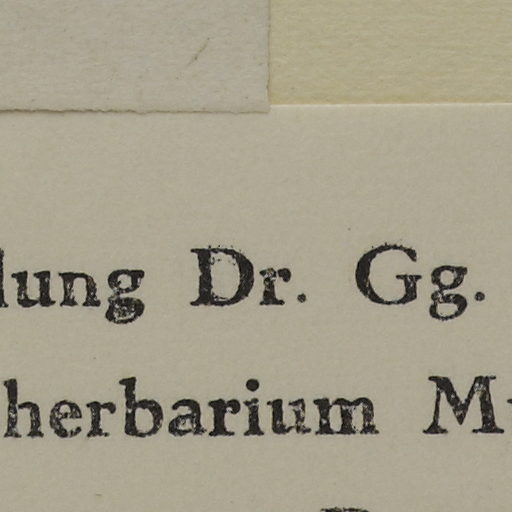 lung Dr. Gg.
herbarium M